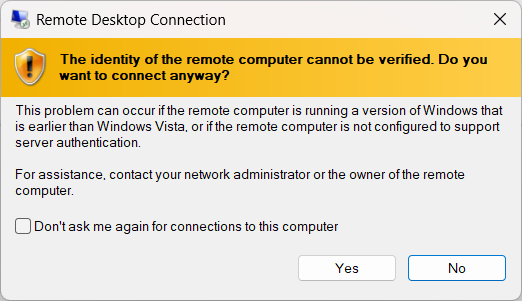 Remote Desktop Connection
The identity of the remote computer cannot be verified. Do you
want to connect anyway?
This problem can occur if the remote computer is running a version of Windows that
is earlier than Windows Vista, or if the remote computer is not configured to support
server authentication.
For assistance, contact your network administrator or the owner of the remote
computer.
Don't ask me again for connections to this computer
Yes No